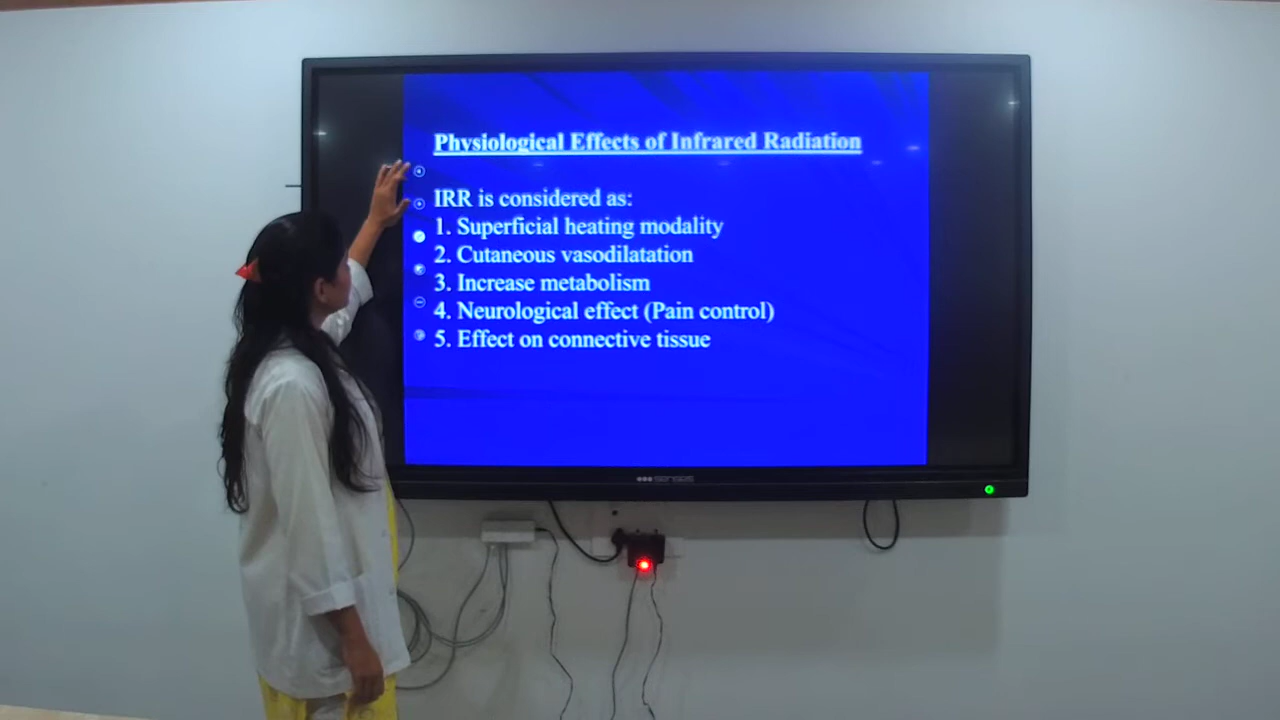 Physiological Effects of Infrared Radiation
IRR is considered as:
1. Superficial heating modality
2. Cutaneous vasodilatation
3. Increase metabolism
4. Neurological effect (Pain control)
5. Effect on connective tissue